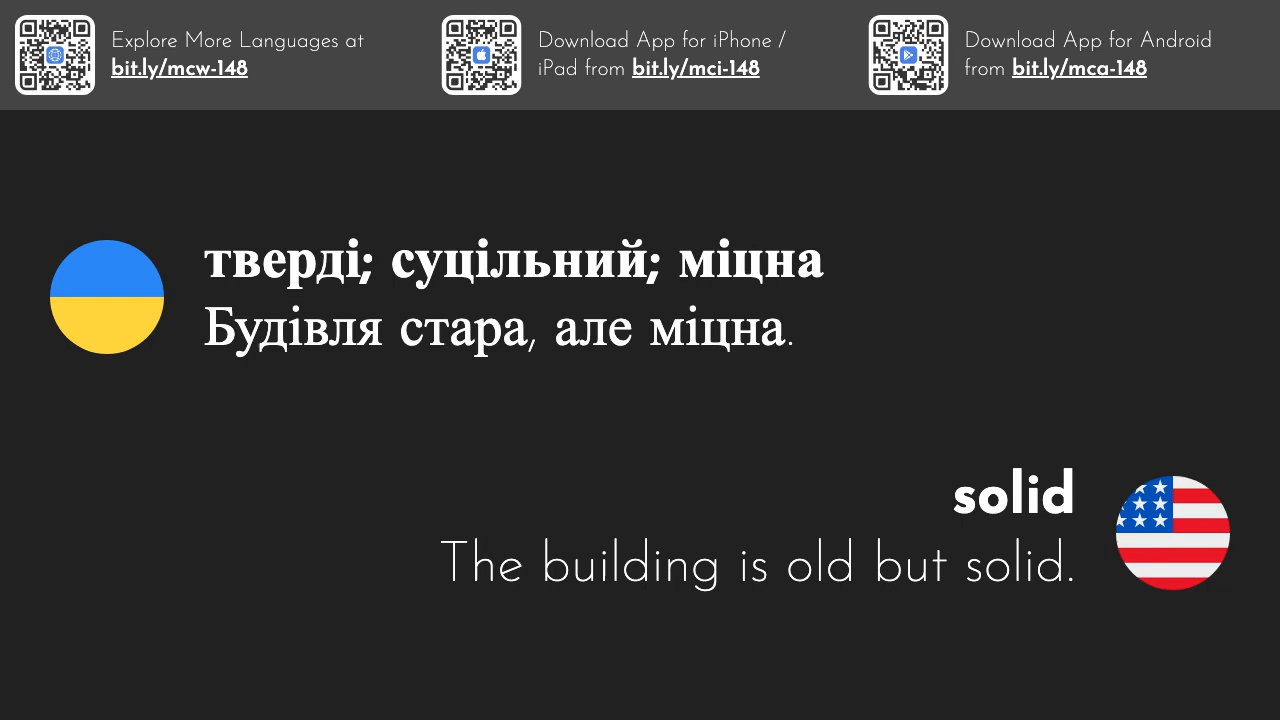 Explore More Languages at
bit.ly/mcw-148
Download App for iPhone /
iPad from bit.ly/mci-148
Download App for Android
from bit.ly/mca-148
тверді; суцільний; міцна
Будівля стара, але міцна.
solid
The building is old but solid.